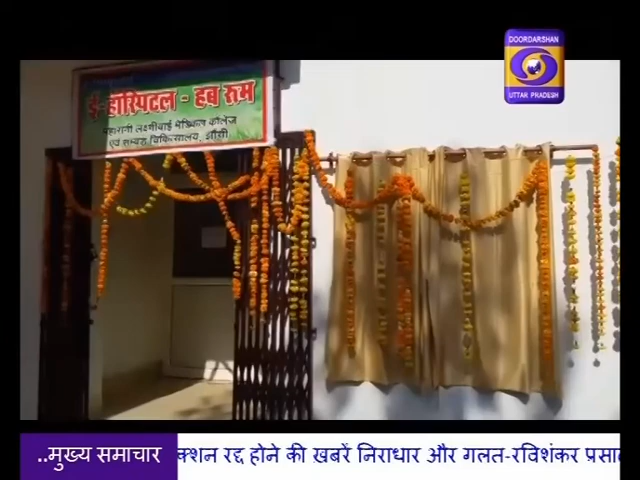 DOORDARSHAN
UTTAR PRADESH
ई-हॉस्पिटल - हब रूम
महारानी लक्ष्मीबाई मेडिकल कॉलेज
एवं सम्बद्ध चिकित्सालय, झाँसी
..मुख्य समाचार
क्शन रद्द होने की खबरें निराधार और गलत-रविशंकर प्रसाद